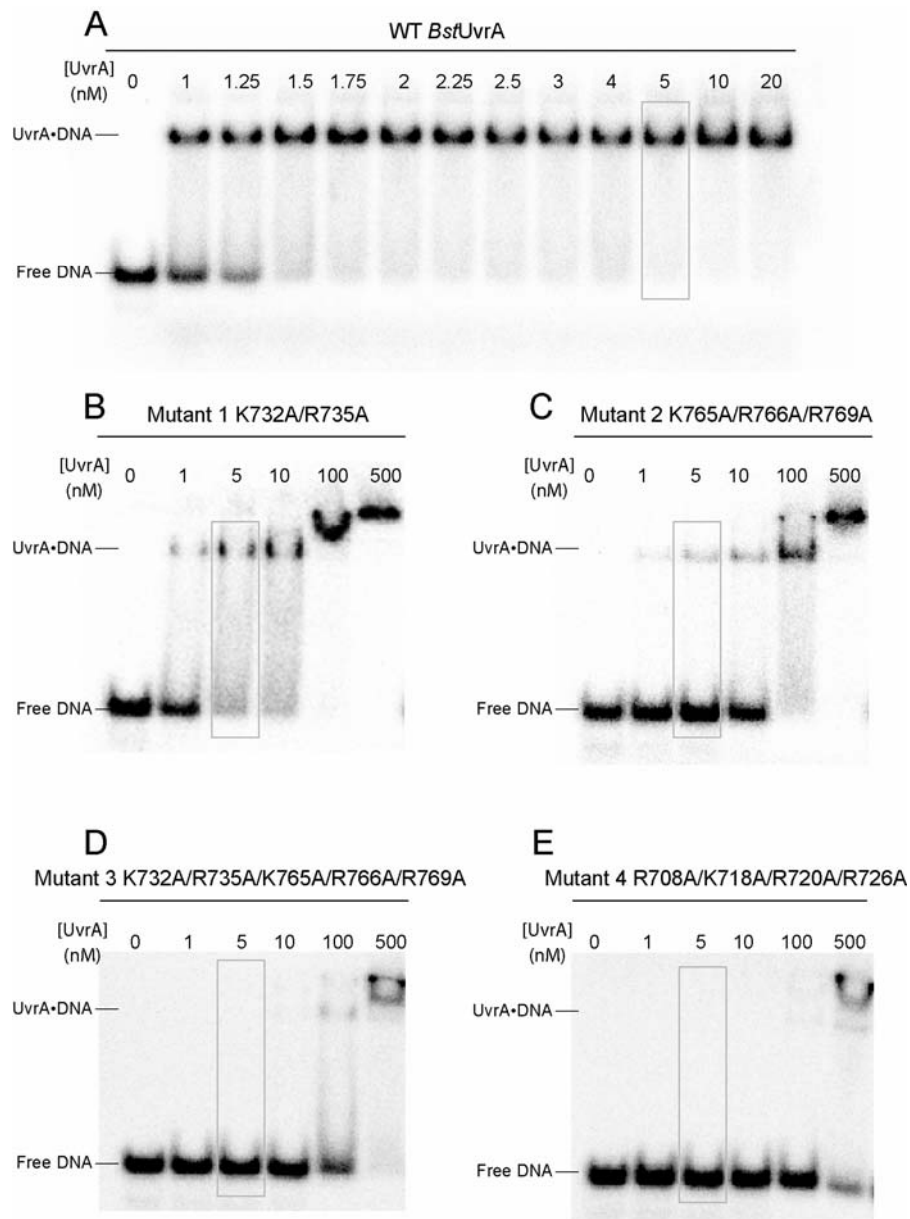 A
WT BstUvrA
[UvrA] (nM) 0 1 1.25 1.5 1.75 2 2.25 2.5 3 4 5 10 20
UvrA•DNA
Free DNA
B
Mutant 1 K732A/R735A
[UvrA] (nM) 0 1 5 10 100 500
UvrA•DNA
Free DNA
C
Mutant 2 K765A/R766A/R769A
[UvrA] (nM) 0 1 5 10 100 500
UvrA•DNA
Free DNA
D
Mutant 3 K732A/R735A/K765A/R766A/R769A
[UvrA] (nM) 0 1 5 10 100 500
UvrA•DNA
Free DNA
E
Mutant 4 R708A/K718A/R720A/R726A
[UvrA] (nM) 0 1 5 10 100 500
UvrA•DNA
Free DNA